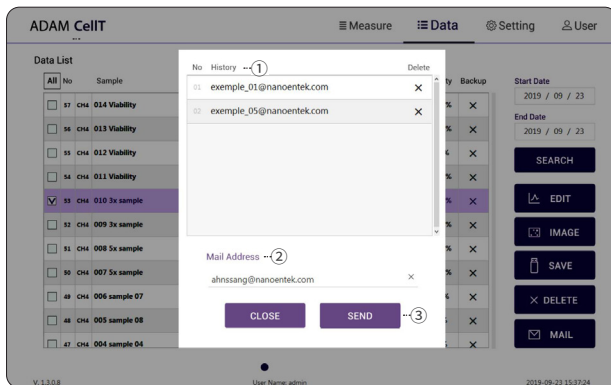 ADAM CellIT
Measure
Data
Setting
User
Data List
All No Sample
ty Backup
57 CH4 014 Viability %
56 CH4 013 Viability %
55 CH4 012 Viability
54 CH4 011 Viability %
53 CH4 010 3x sample %
52 CH4 009 3x sample %
51 CH4 008 5x sample %
50 CH4 007 5x sample %
49 CH4 006 sample 07
48 CH4 005 sample 08
47 CH4 004 sample 04
No History ① Delete
01 exemple_01@nanoentek.com
02 exemple_05@nanoentek.com
Mail Address ②
ahnssang@nanoentek.com
CLOSE
SEND
③
Start Date
2019 / 09 / 23
End Date
2019 / 09 / 23
SEARCH
EDIT
IMAGE
SAVE
DELETE
MAIL
V. 1.3.0.8
User Name: admin
2019-09-23 15:37:24